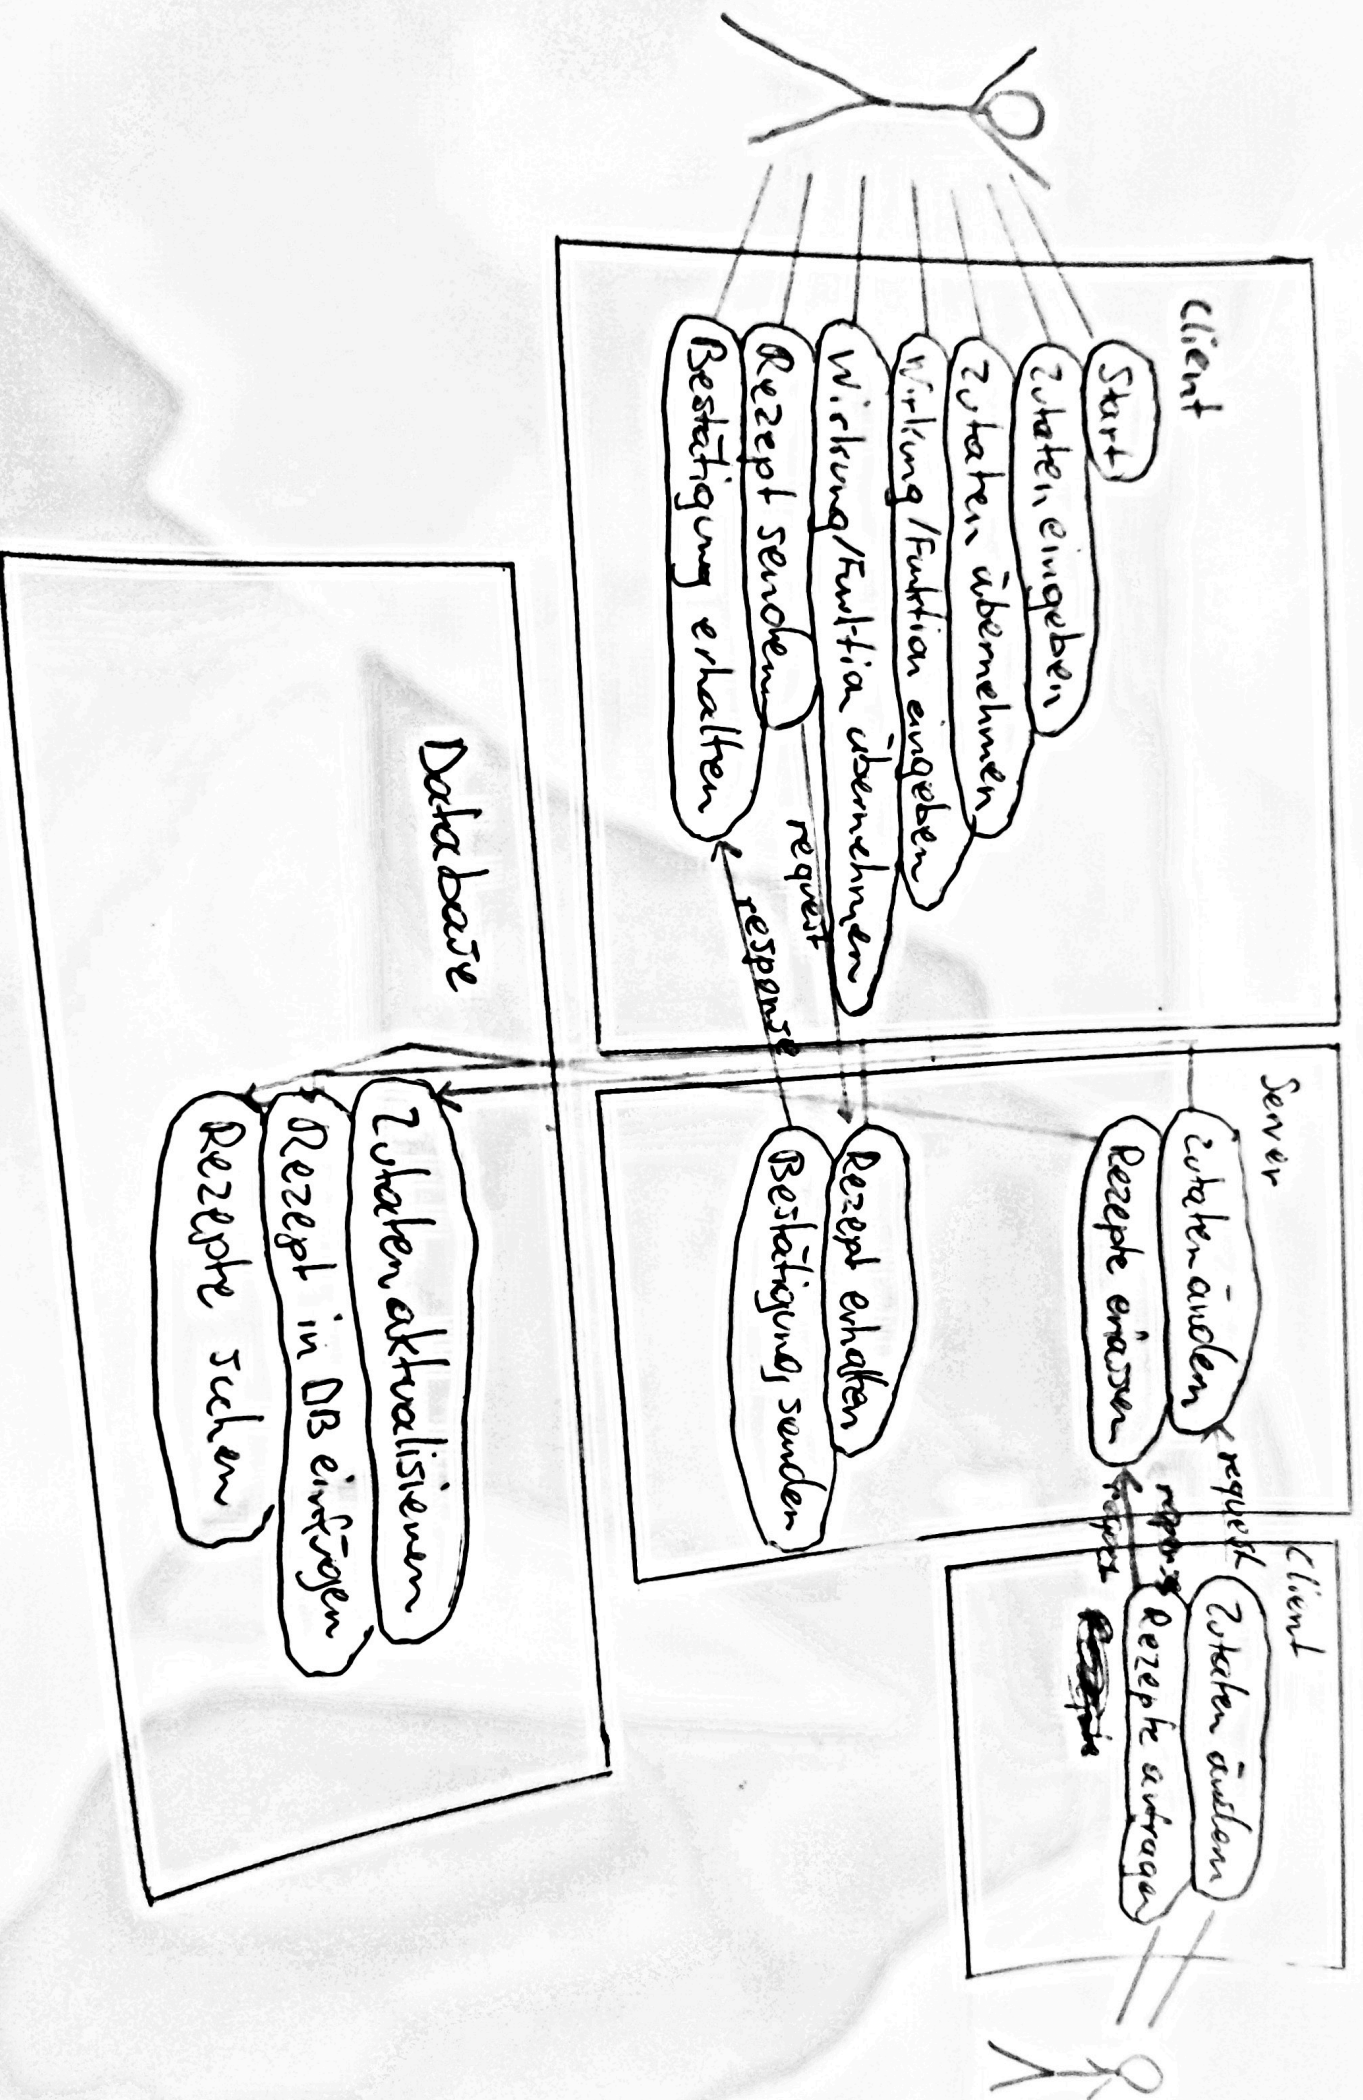 Client
Start
Zutaten eingeben
Zutaten übernehmen
Wirkung/Funktion eingeben
Wirkung/Funktion übernehmen
Rezept senden
Bestätigung erhalten
request
response
Server
Zutaten ändern
Rezepte
Rezept erhalten
Bestätigung senden
request
Client
Zutaten ändern
Rezepte anfragen
Database
Zutaten aktualisieren
Rezept in DB einfügen
Rezepte suchen